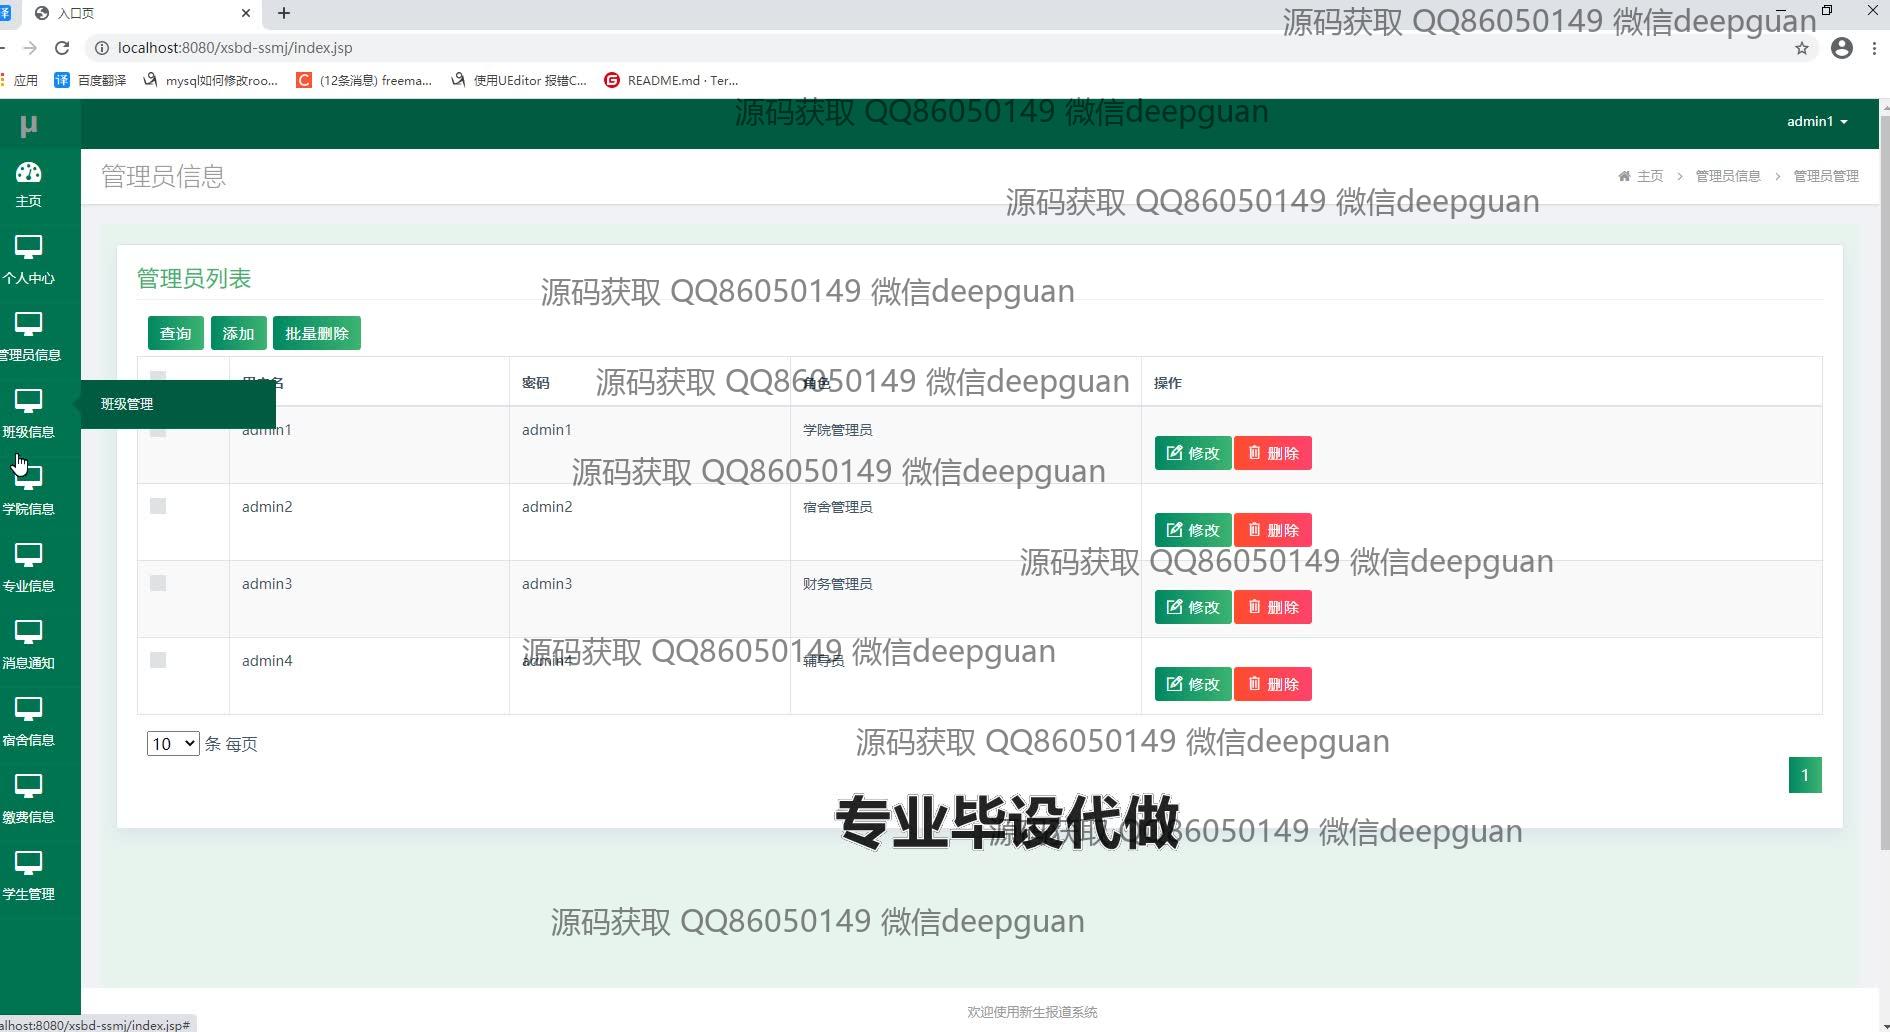 译
入口页
源码获取 QQ86050149 微信deepguan
localhost:8080/xsbd-ssmj/index.jsp
应用
译 百度翻译
mysql如何修改roo...
C (12条消息) freema...
使用UEditor 报错C...
README.md · Ter...
μ
源码获取 QQ86050149 微信deepguan
admin1
管理员信息
主页 > 管理员信息 > 管理员管理
源码获取 QQ86050149 微信deepguan
主页
个人中心
管理员信息
班级信息
学院信息
专业信息
消息通知
宿舍信息
缴费信息
学生管理
班级管理
管理员列表
源码获取 QQ86050149 微信deepguan
查询 添加 批量删除
用户名 密码 角色 操作
源码获取 QQ86050149 微信deepguan
admin1 admin1 学院管理员 修改 删除
源码获取 QQ86050149 微信deepguan
admin2 admin2 宿舍管理员 修改 删除
源码获取 QQ86050149 微信deepguan
admin3 admin3 财务管理员 修改 删除
源码获取 QQ86050149 微信deepguan
admin4 admin4 辅导员 修改 删除
10 条 每页
源码获取 QQ86050149 微信deepguan
1
专业毕设代做
源码获取 QQ86050149 微信deepguan
源码获取 QQ86050149 微信deepguan
欢迎使用新生报道系统
alhost:8080/xsbd-ssmj/index.jsp#